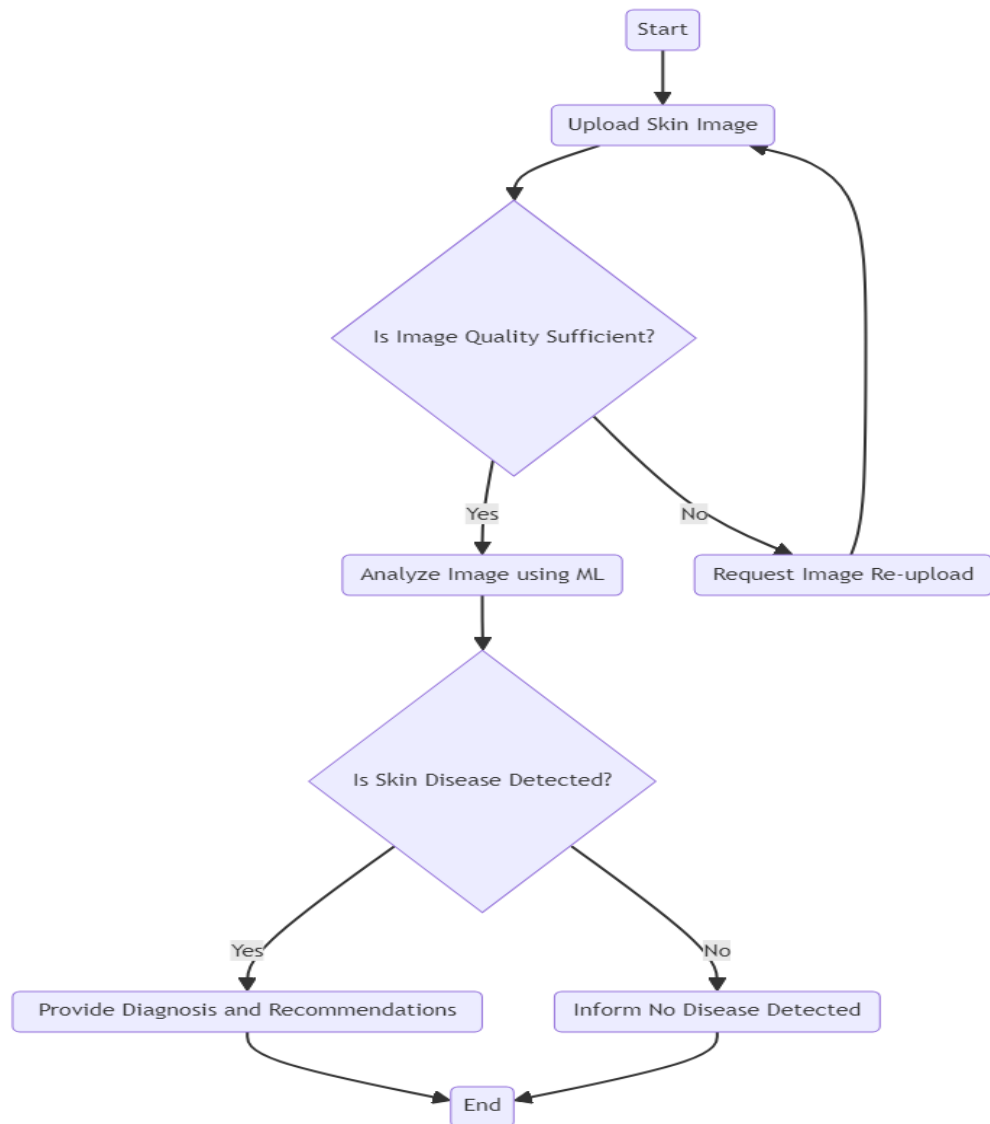 Start
Upload Skin Image
Is Image Quality Sufficient?
Yes
No
Analyze Image using ML
Request Image Re-upload
Is Skin Disease Detected?
Yes
No
Provide Diagnosis and Recommendations
Inform No Disease Detected
End